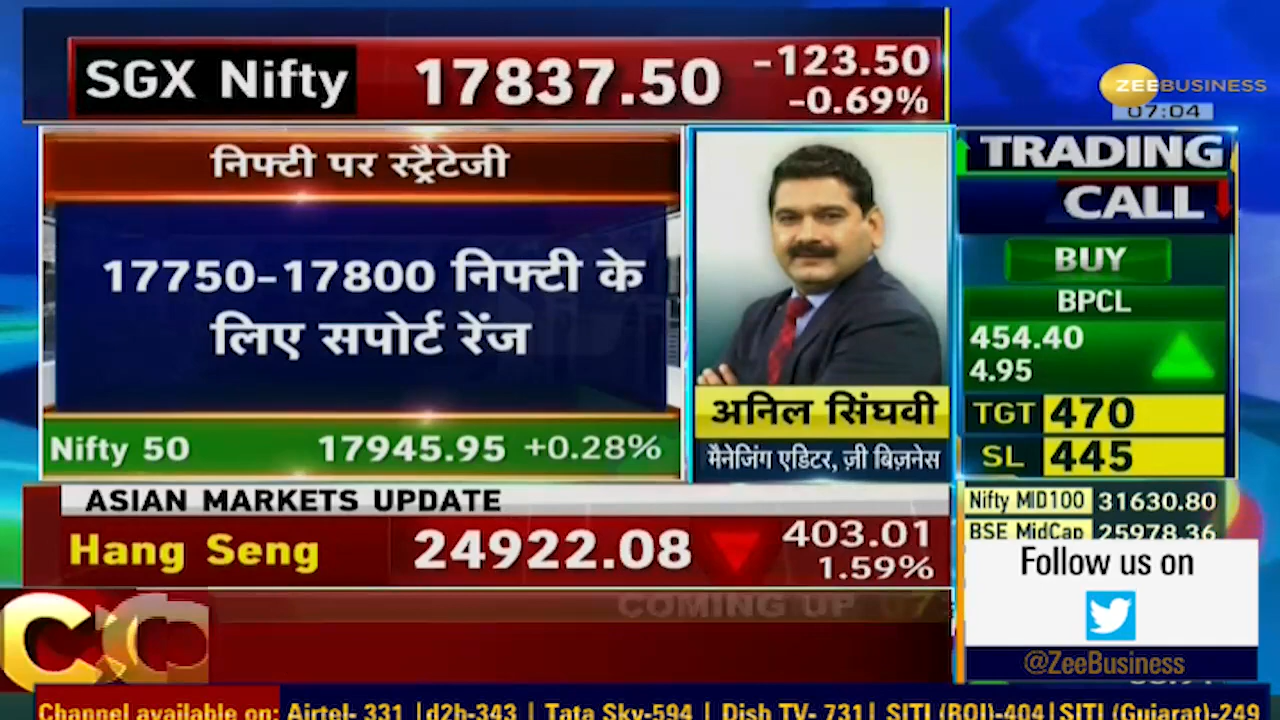 SGX Nifty 17837.50 -123.50
-0.69%
ZEEBUSINESS
07:04
निफ्टी पर स्ट्रैटेजी
17750-17800 निफ्टी के
लिए सपोर्ट रेंज
Nifty 50 17945.95 +0.28%
अनिल सिंघवी
मैनेजिंग एडिटर, ज़ी बिज़नेस
TRADING
CALL
BUY
BPCL
454.40
4.95
TGT 470
SL 445
ASIAN MARKETS UPDATE
Hang Seng 24922.08 403.01
1.59%
Nifty MID100 31630.80
BSE MidCap 25978.36
Follow us on
@ZeeBusiness
COMING UP
Channel available on: Airtel- 331 |d2h-343 | Tata Sky-594 | Dish TV- 731| SITI (ROI)-404|SITI (Gujarat)-249